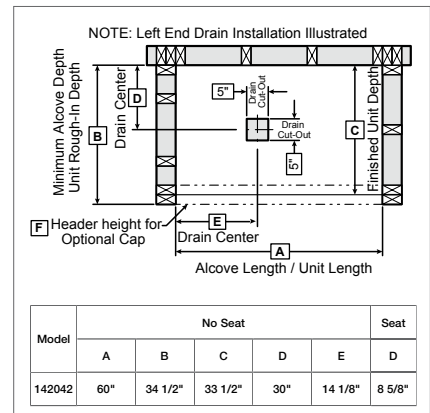 NOTE: Left End Drain Installation Illustrated
Minimum Alcove Depth
Unit Rough-In Depth
B
D
Drain Center
5"
Drain
Cut-Out
Drain
Cut-Out
5"
C
Finished Unit Depth
F Header height for
Optional Cap
E
Drain Center
A
Alcove Length / Unit Length
Model No Seat Seat
A B C D E D
142042 60" 34 1/2" 33 1/2" 30" 14 1/8" 8 5/8"